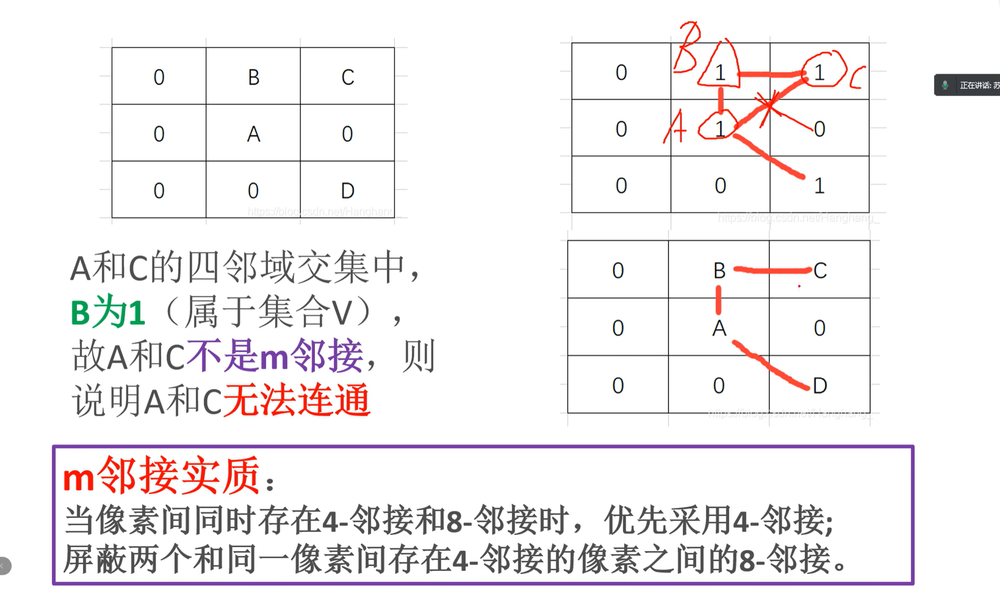 0 B C
0 A 0
0 0 D
https://blog.csdn.net/Hanghang_
B
0 1 1 C
0 A 1 0
0 0 1
https://blog.csdn.net/Hanghang_
0 B C
0 A 0
0 0 D
https://blog.csdn.net/Hanghang_
正在讲话: 苏
A和C的四邻域交集中，
B为1（属于集合V），
故A和C不是m邻接，则
说明A和C无法连通
m邻接实质：
当像素间同时存在4-邻接和8-邻接时，优先采用4-邻接;
屏蔽两个和同一像素间存在4-邻接的像素之间的8-邻接。